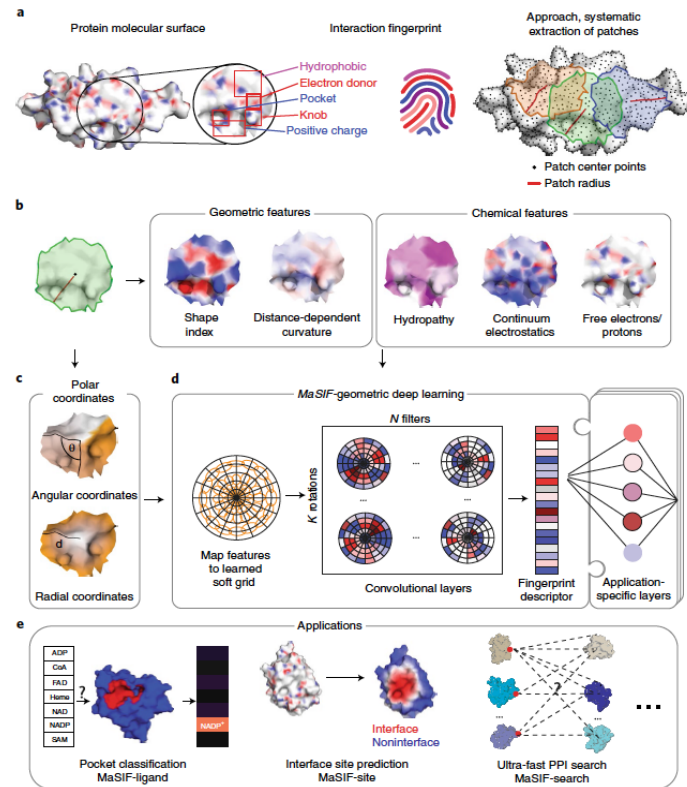 a
Protein molecular surface
Interaction fingerprint
Approach, systematic
extraction of patches
Hydrophobic
Electron donor
Pocket
Knob
Positive charge
Patch center points
Patch radius
b
Geometric features
Chemical features
Shape
index
Distance-dependent
curvature
Hydropathy
Continuum
electrostatics
Free electrons/
protons
c
Polar
coordinates
θ
Angular coordinates
d
Radial coordinates
d
MaSIF-geometric deep learning
N filters
K rotations
...
...
...
...
Map features
to learned
soft grid
Convolutional layers
Fingerprint
descriptor
Application-
specific layers
e
Applications
ADP
CoA
FAD
Heme
NAD
NADP
SAM
?
NADP+
Pocket classification
MaSIF-ligand
Interface
Noninterface
Interface site prediction
MaSIF-site
?
...
...
...
Ultra-fast PPI search
MaSIF-search